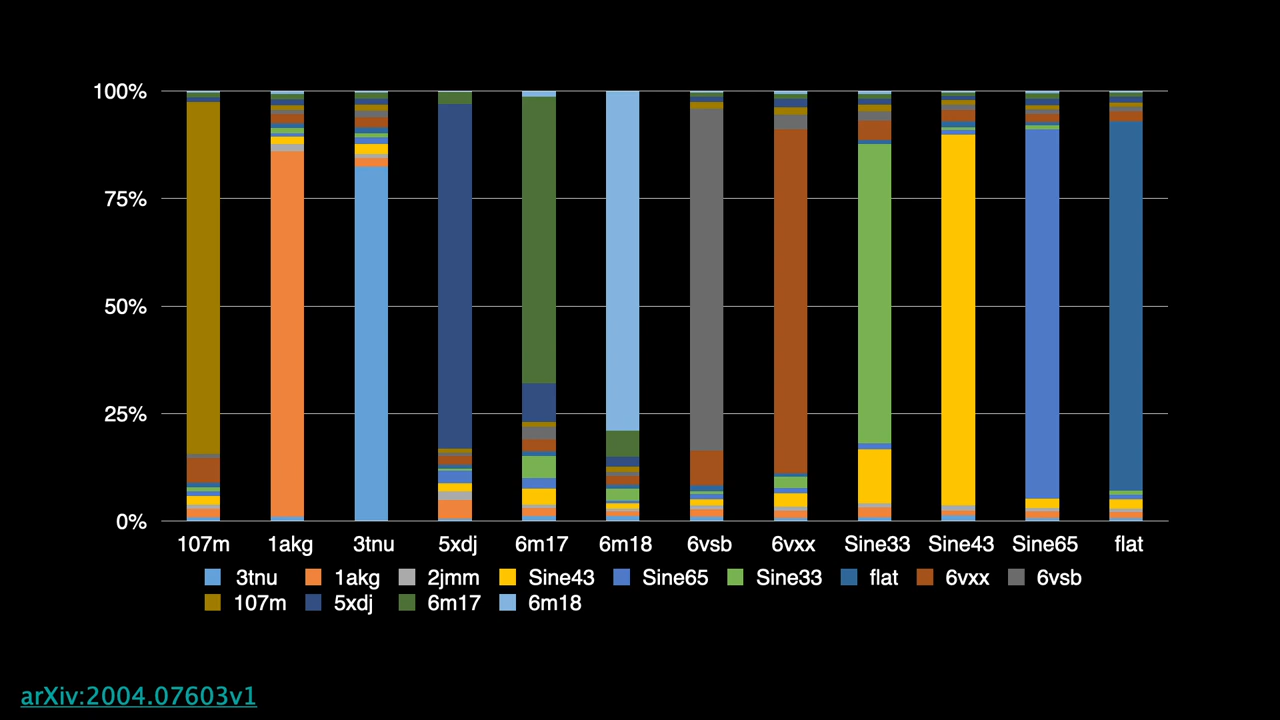 100%
75%
50%
25%
0%
107m 1akg 3tnu 5xdj 6m17 6m18 6vsb 6vxx Sine33 Sine43 Sine65 flat
3tnu 1akg 2jmm Sine43 Sine65 Sine33 flat 6vxx 6vsb
107m 5xdj 6m17 6m18
arXiv:2004.07603v1